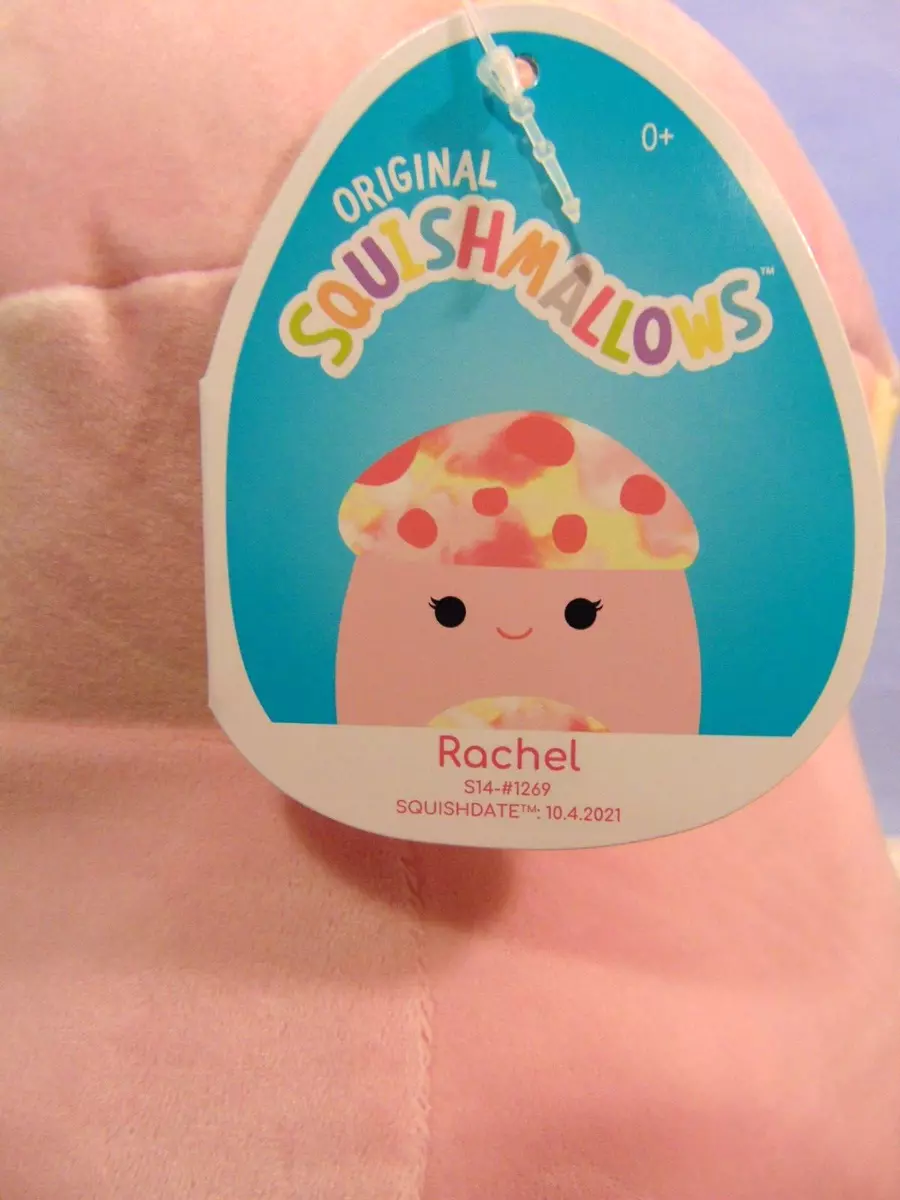 0+
ORIGINAL
SQUISHMALLOWS™
Rachel
S14-#1269
SQUISHDATE™: 10.4.2021